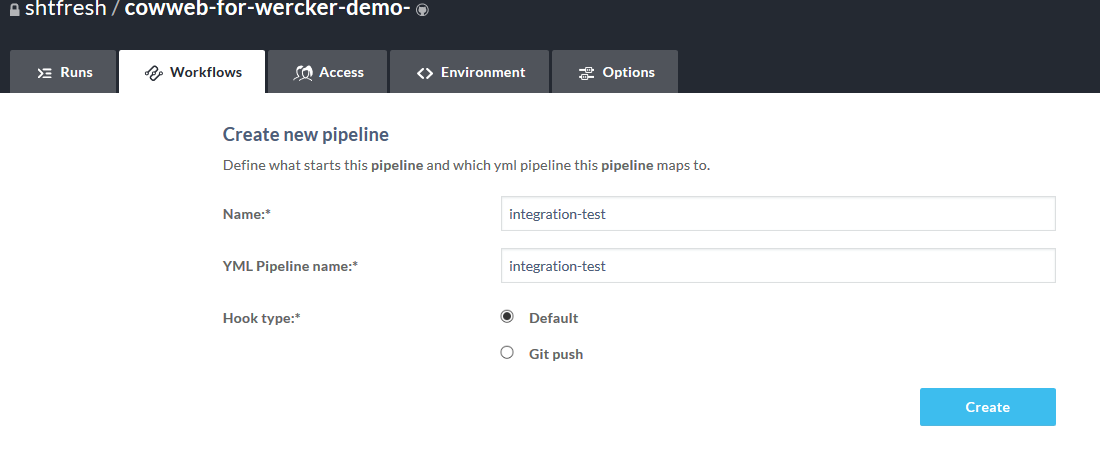 shtfresh / cowweb-for-wercker-demo-
Runs Workflows Access Environment Options
Create new pipeline
Define what starts this pipeline and which yml pipeline this pipeline maps to.
Name:* integration-test
YML Pipeline name:* integration-test
Hook type:* Default
Git push
Create